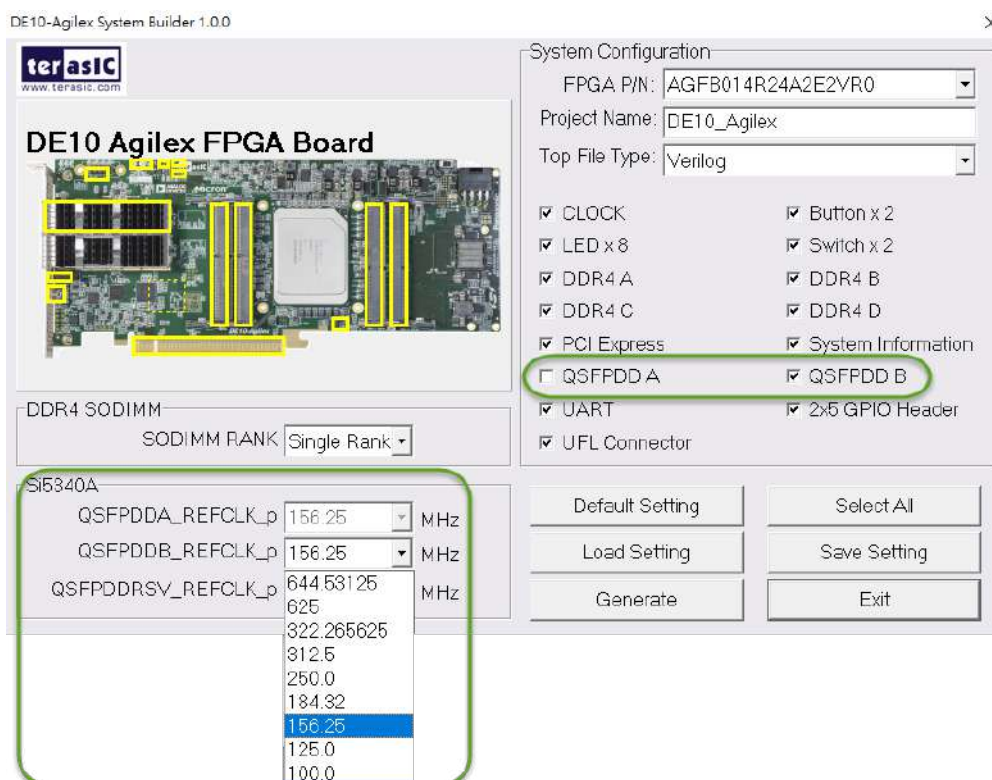 DE10-Agilex System Builder 1.0.0
terasic
www.terasic.com
DE10 Agilex FPGA Board
DDR4 SODIMM
SODIMM RANK Single Rank
Si5340A
QSFPDDA_REFCLK_p 156.25 MHz
QSFPDDB_REFCLK_p 156.25 MHz
QSFPDDRSV_REFCLK_p MHz
644.53125
625
322.265625
312.5
250.0
184.32
156.25
125.0
100.0
System Configuration
FPGA P/N: AGFB014R24A2E2VR0
Project Name: DE10_Agilex
Top File Type: Verilog
CLOCK Button x 2
LED x 8 Switch x 2
DDR4 A DDR4 B
DDR4 C DDR4 D
PCI Express System Information
QSFPDD A QSFPDD B
UART 2x5 GPIO Header
UFL Connector
Default Setting Select All
Load Setting Save Setting
Generate Exit